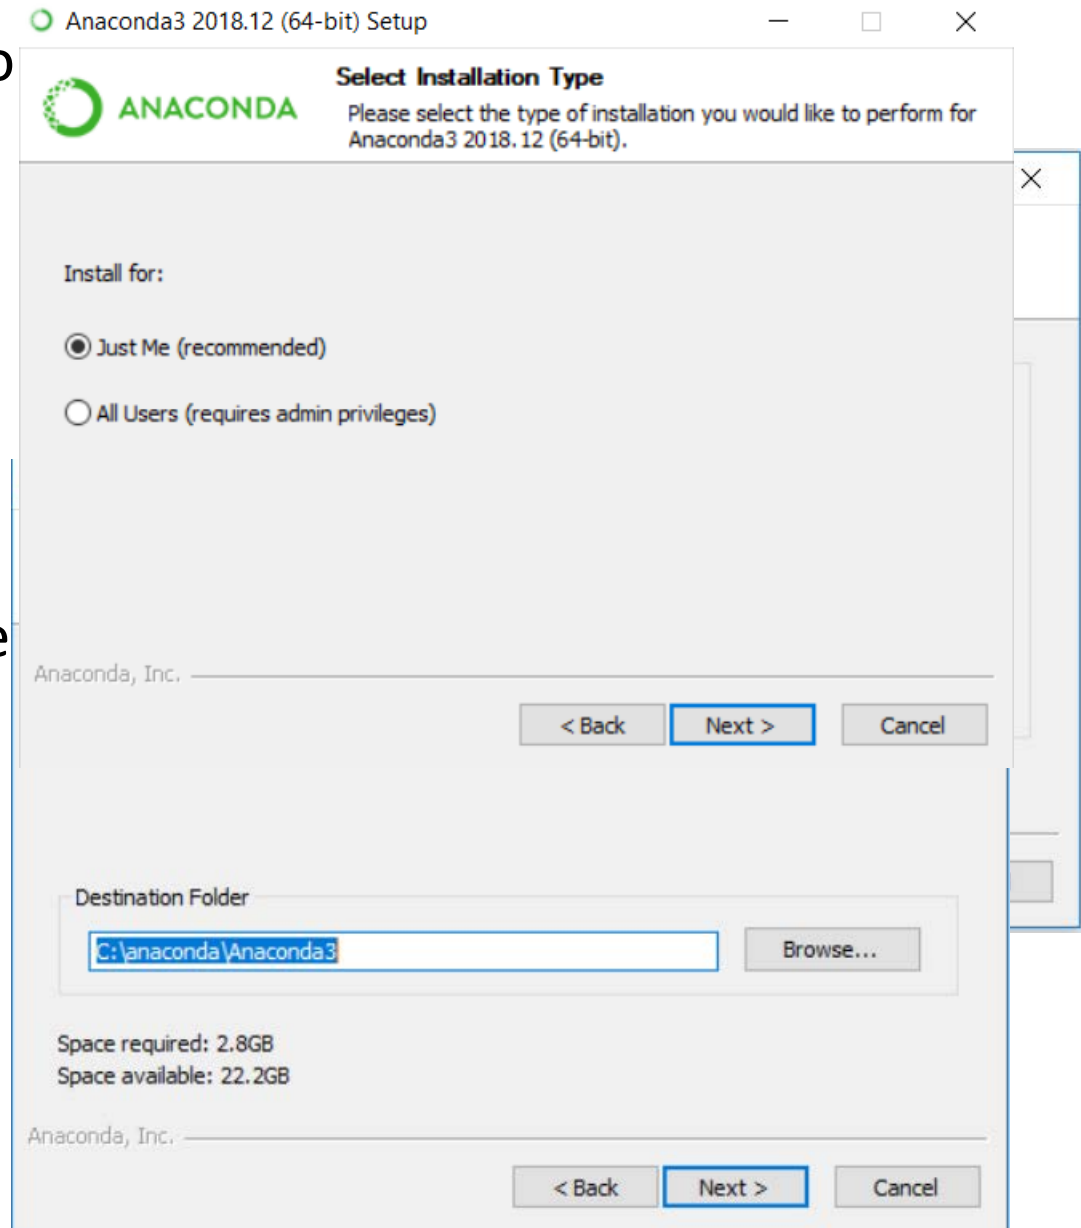 Anaconda3 2018.12 (64-bit) Setup
ANACONDA
Select Installation Type
Please select the type of installation you would like to perform for
Anaconda3 2018.12 (64-bit).
Install for:
Just Me (recommended)
All Users (requires admin privileges)
Anaconda, Inc.
< Back Next > Cancel
Destination Folder
C:\anaconda\Anaconda3 Browse...
Space required: 2.8GB
Space available: 22.2GB
Anaconda, Inc.
< Back Next > Cancel